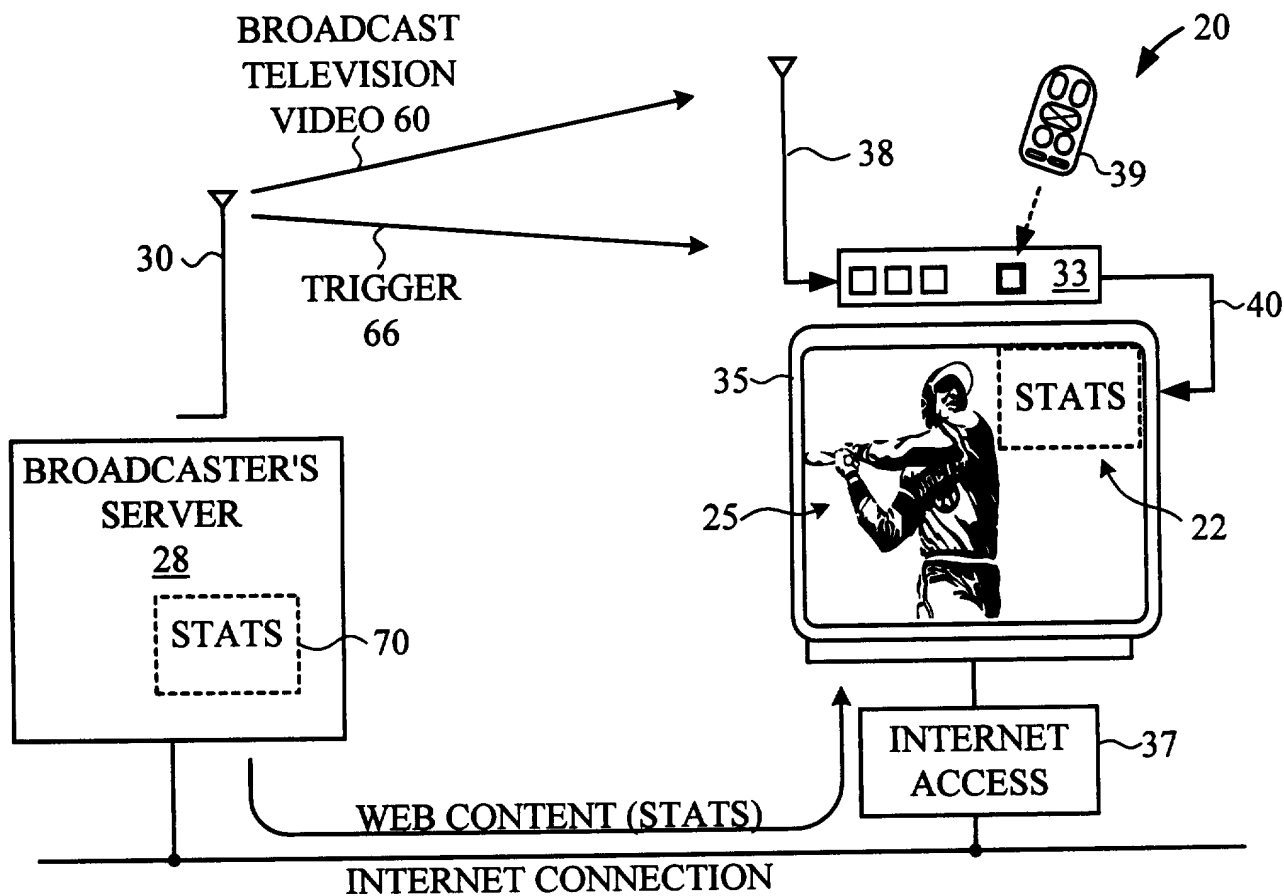 BROADCAST
TELEVISION
VIDEO 60
20
38
39
30
TRIGGER
66
33
40
35
STATS
BROADCASTER'S
SERVER
28
25
22
STATS
70
INTERNET
ACCESS
37
WEB CONTENT (STATS)
INTERNET CONNECTION